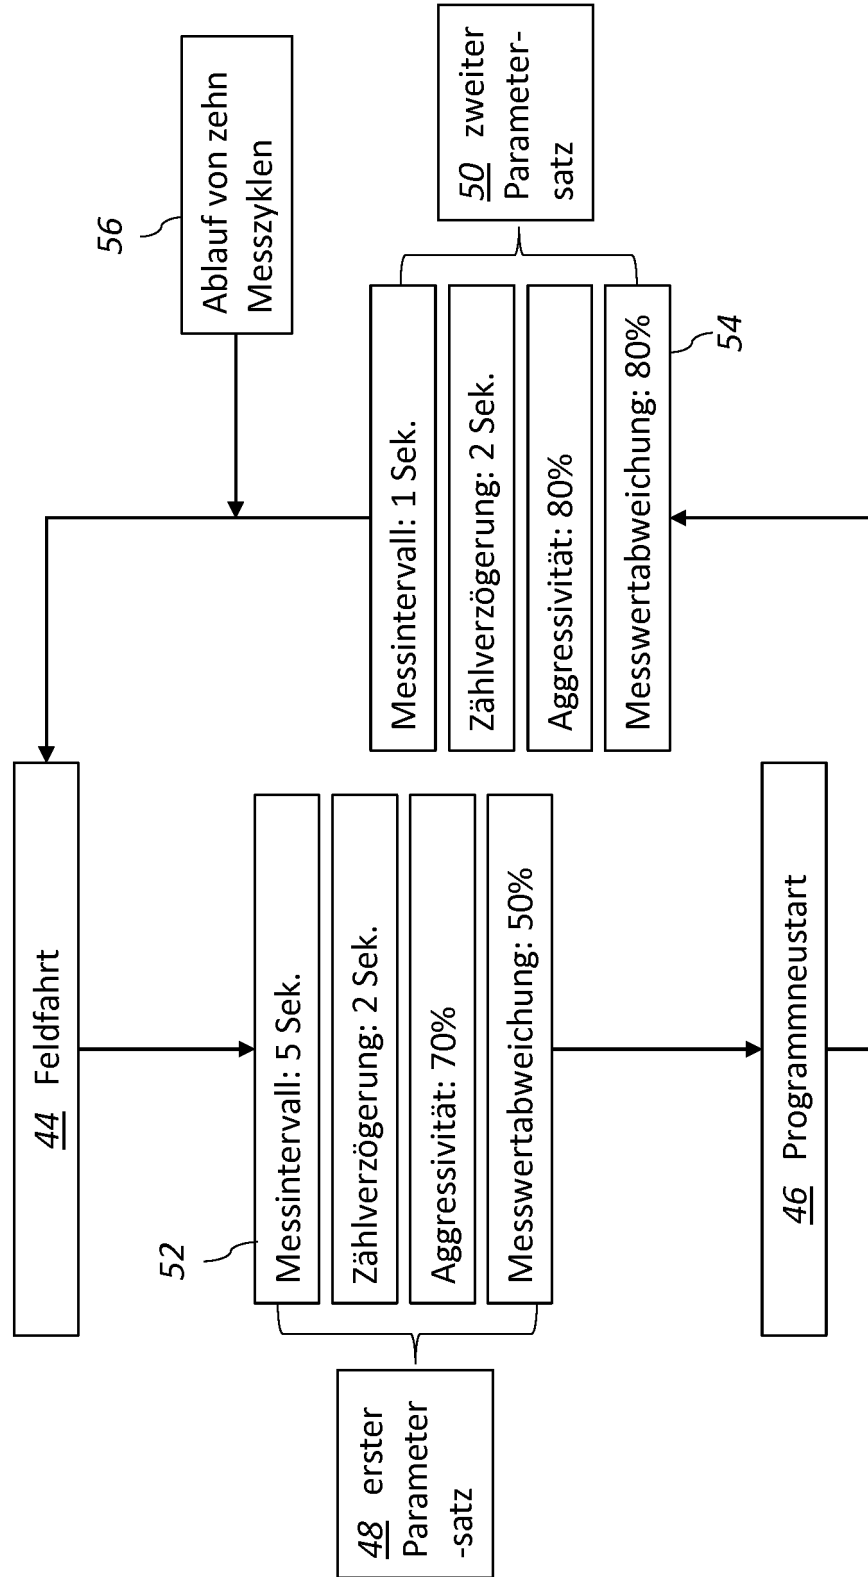 44 Feldfahrt
52
Messintervall: 5 Sek.
Zählverzögerung: 2 Sek.
Aggressivität: 70%
Messwertabweichung: 50%
48 erster
Parameter
-satz
46 Programmneustart
56
Ablauf von zehn
Messzyklen
Messintervall: 1 Sek.
Zählverzögerung: 2 Sek.
Aggressivität: 80%
Messwertabweichung: 80%
54
50 zweiter
Parameter-
satz